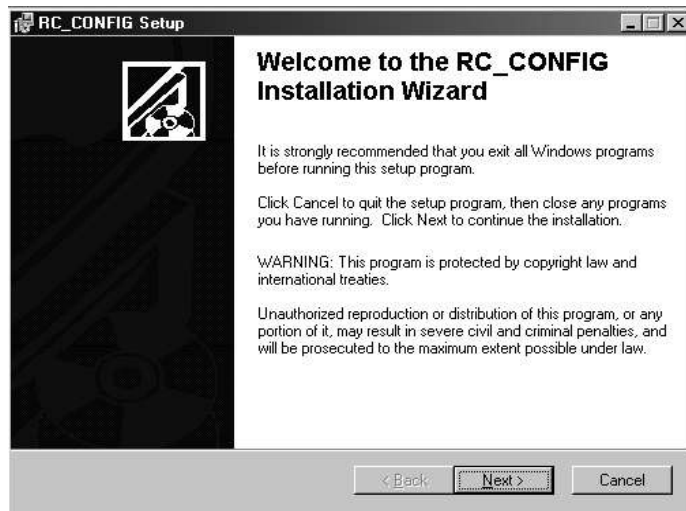 RC_CONFIG Setup
Welcome to the RC_CONFIG
Installation Wizard
It is strongly recommended that you exit all Windows programs
before running this setup program.
Click Cancel to quit the setup program, then close any programs
you have running. Click Next to continue the installation.
WARNING: This program is protected by copyright law and
international treaties.
Unauthorized reproduction or distribution of this program, or any
portion of it, may result in severe civil and criminal penalties, and
will be prosecuted to the maximum extent possible under law.
< Back
Next >
Cancel